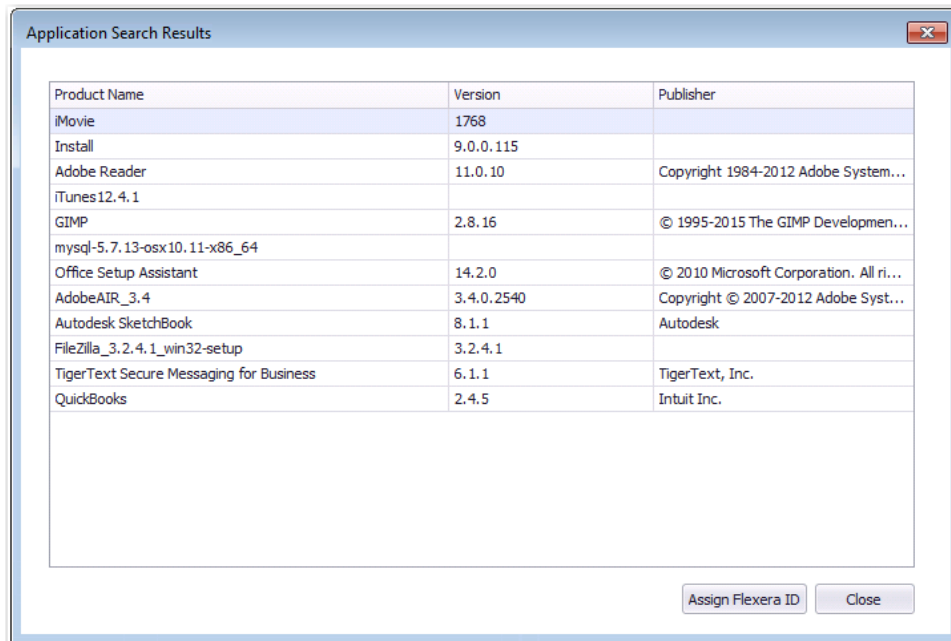 Application Search Results
Product Name Version Publisher
iMovie 1768
Install 9.0.0.115
Adobe Reader 11.0.10 Copyright 1984-2012 Adobe System...
iTunes12.4.1
GIMP 2.8.16 © 1995-2015 The GIMP Developmen...
mysql-5.7.13-osx10.11-x86_64
Office Setup Assistant 14.2.0 © 2010 Microsoft Corporation. All ri...
AdobeAIR_3.4 3.4.0.2540 Copyright © 2007-2012 Adobe Syst...
Autodesk SketchBook 8.1.1 Autodesk
FileZilla_3.2.4.1_win32-setup 3.2.4.1
TigerText Secure Messaging for Business 6.1.1 TigerText, Inc.
QuickBooks 2.4.5 Intuit Inc.
Assign Flexera ID Close